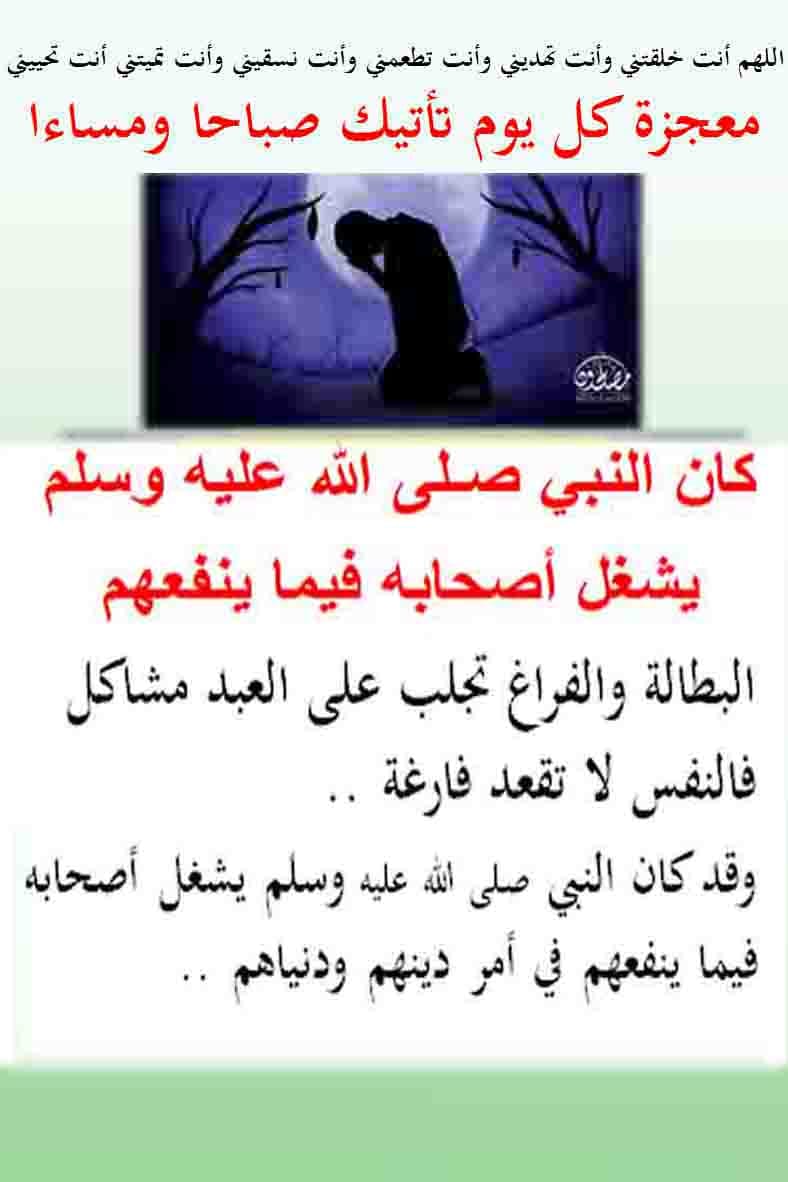 اللهم أنت خلقتني وأنت تهديني وأنت تطعمني وأنت نسقيني وأنت تميتني أنت تحييني
معجزة كل يوم تأتيك صباحا ومساءا
كان النبي صلى الله عليه وسلم
يشغل أصحابه فيما ينفعهم
البطالة والفراغ تجلب على العبد مشاكل
فالنفس لا تقعد فارغة ..
وقد كان النبي صلى الله عليه وسلم يشغل أصحابه
فيما ينفعهم في أمر دينهم ودنياهم ..